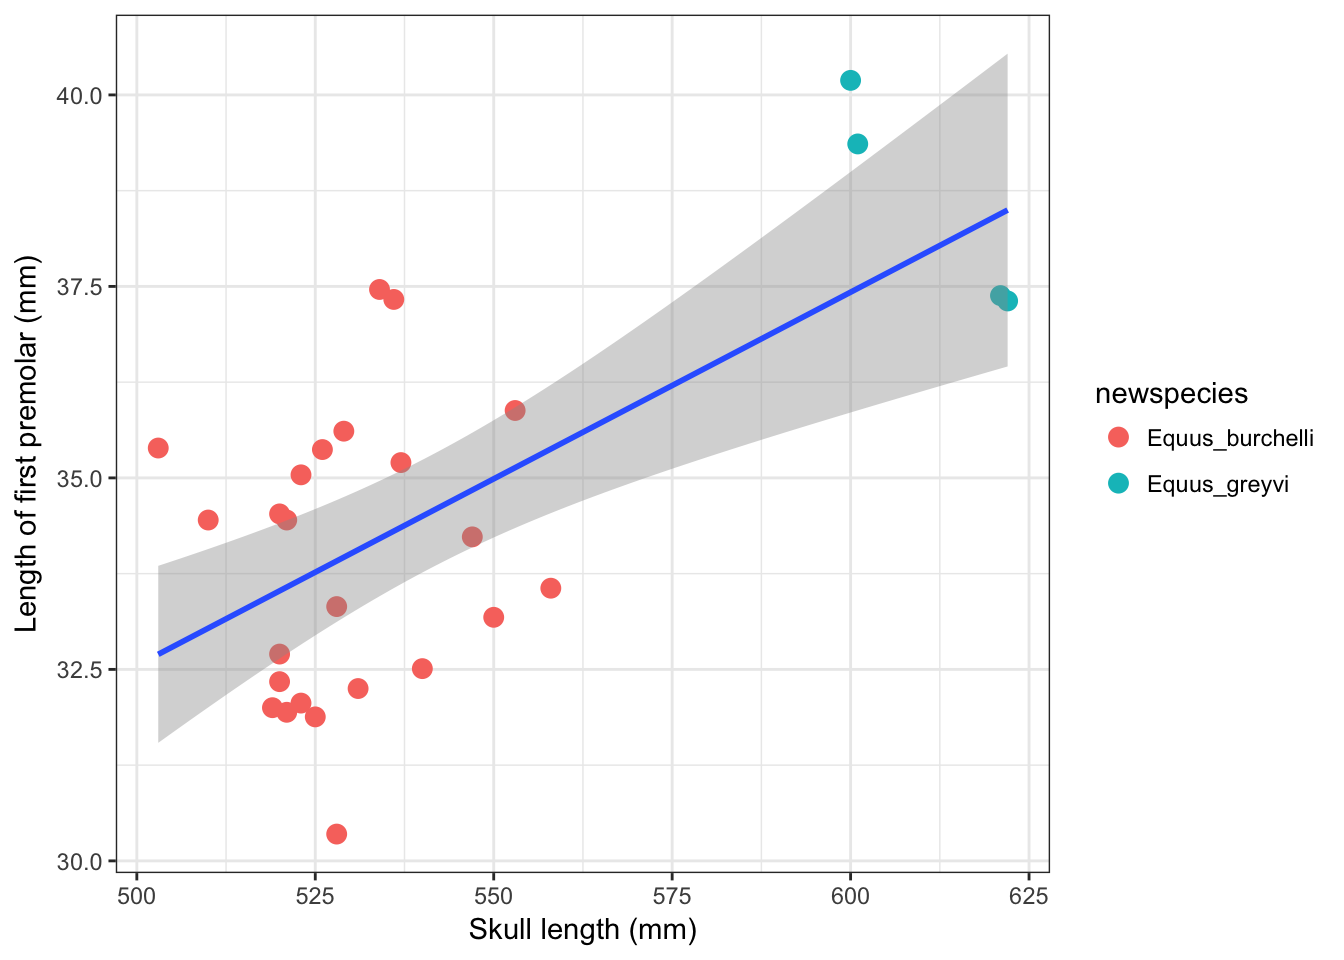 40.0
37.5
35.0
32.5
30.0
500 525 550 575 600 625
Skull length (mm)
Length of first premolar (mm)
newspecies
Equus_burchelli
Equus_greyvi